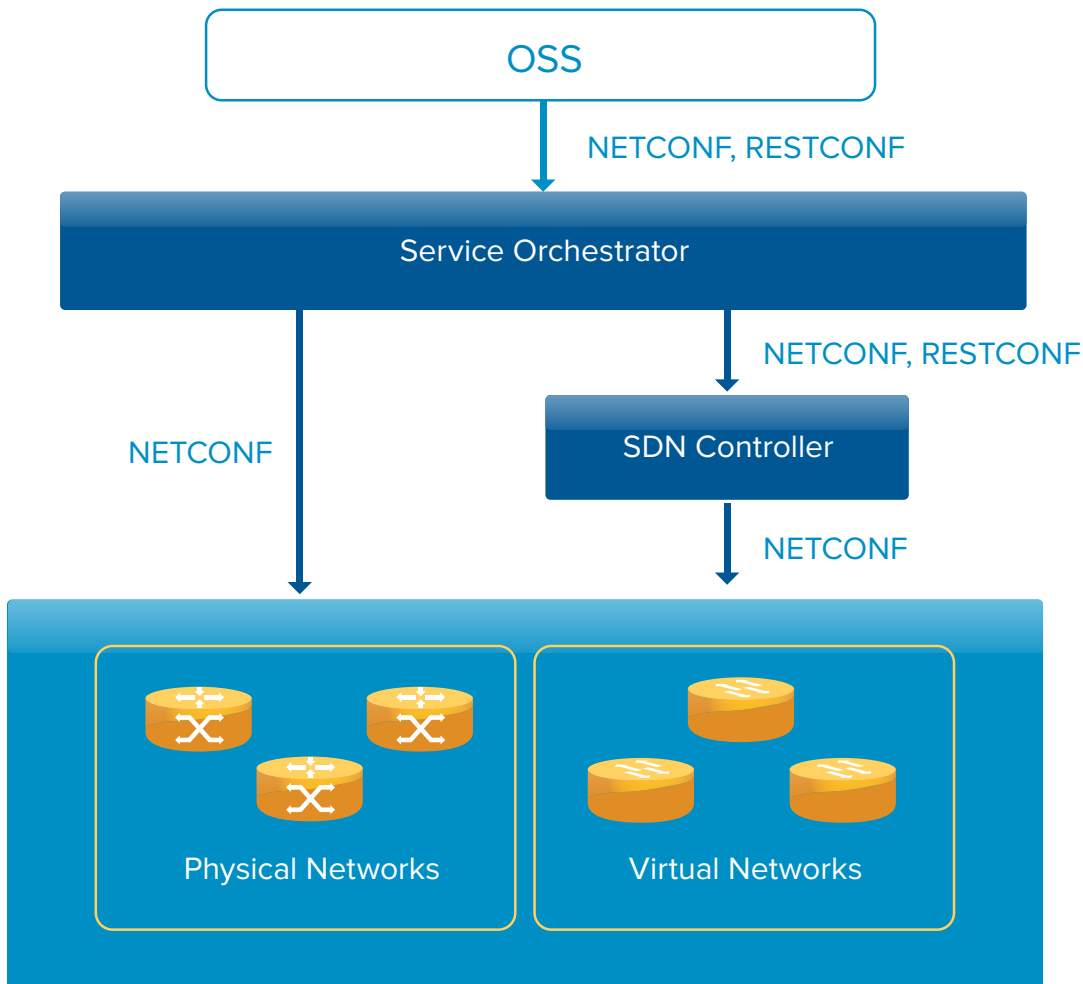 OSS
NETCONF, RESTCONF
Service Orchestrator
NETCONF, RESTCONF
NETCONF
SDN Controller
NETCONF
Physical Networks
Virtual Networks